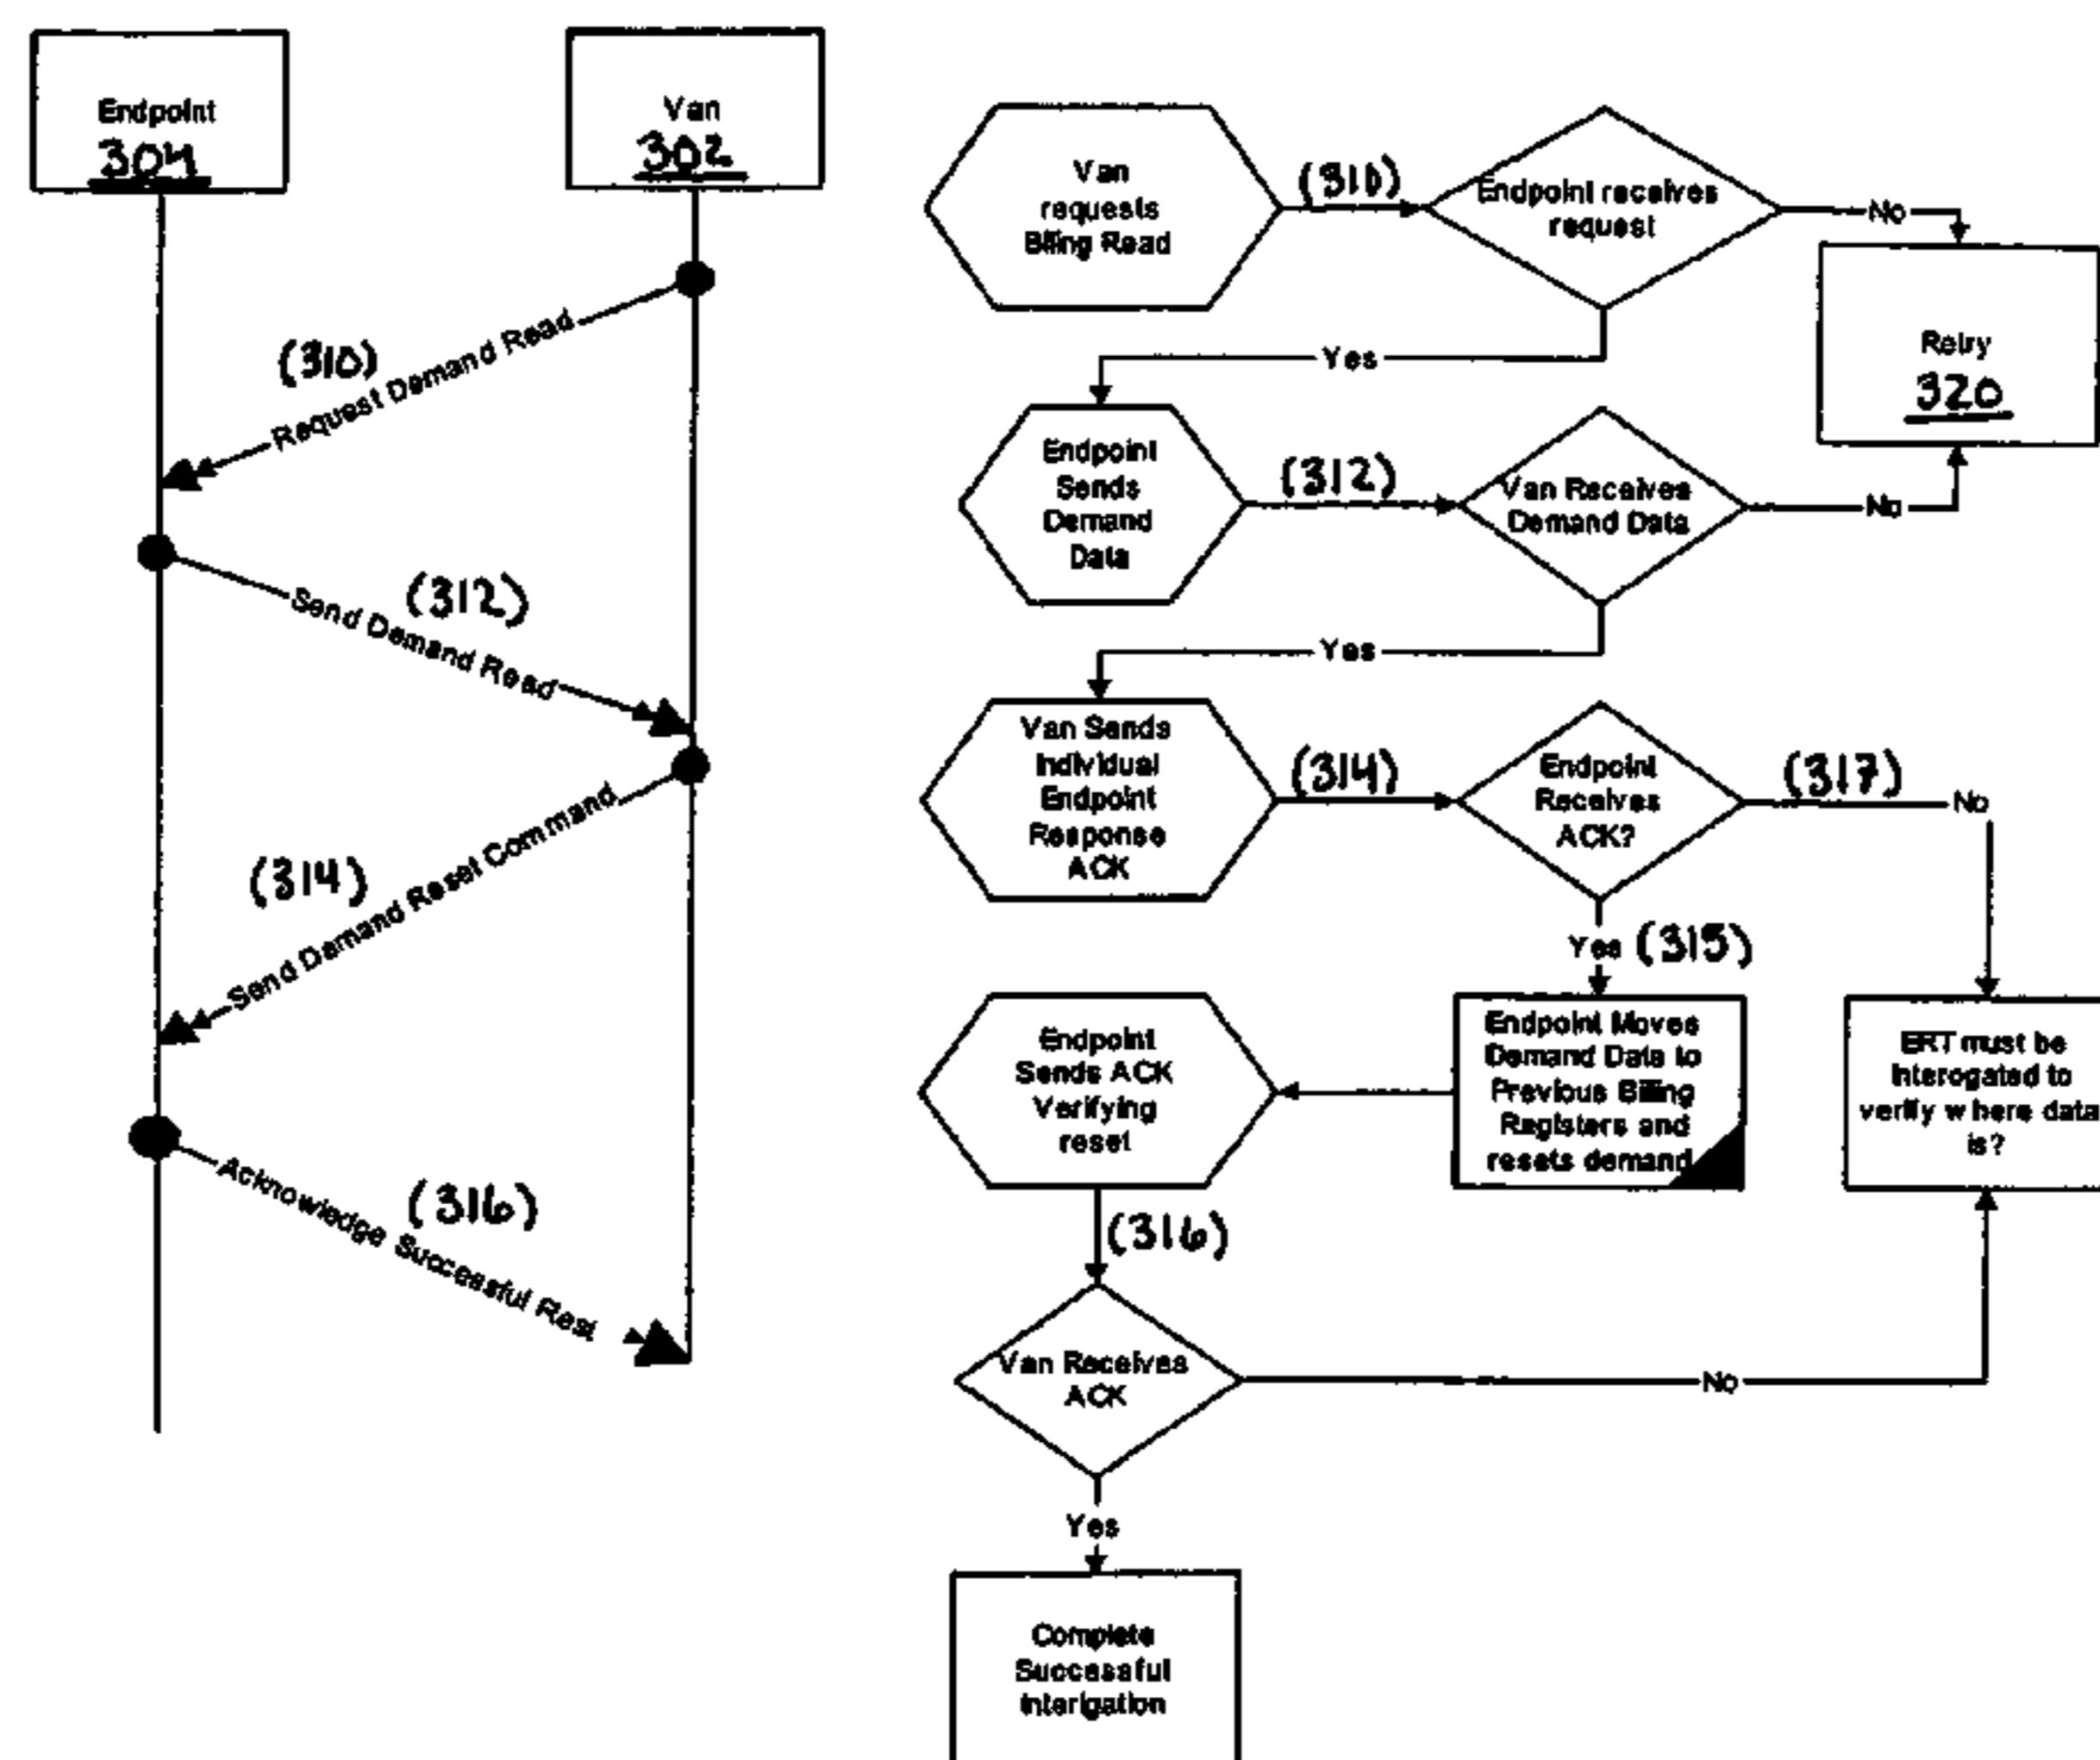 Endpoint
304
Van
302
(310)
Request Demand Read
(312)
Send Demand Read
(314)
Send Demand Reset Command
(316)
Acknowledge Successful Rest
Van
requests
Billing Read
(310)
Endpoint receives
request
No
Retry
320
Yes
Endpoint
Sends
Demand
Data
(312)
Van Receives
Demand Data
No
Yes
Van Sends
Individual
Endpoint
Response
ACK
(314)
Endpoint
Receives
ACK?
(317)
No
Yes (315)
Endpoint Moves
Demand Data to
Previous Billing
Registers and
resets demand
ERT must be
Interogated to
verify where data
is?
Endpoint
Sends ACK
Verifying
reset
(316)
Van Receives
ACK
No
Yes
Complete
Successful
Interigation